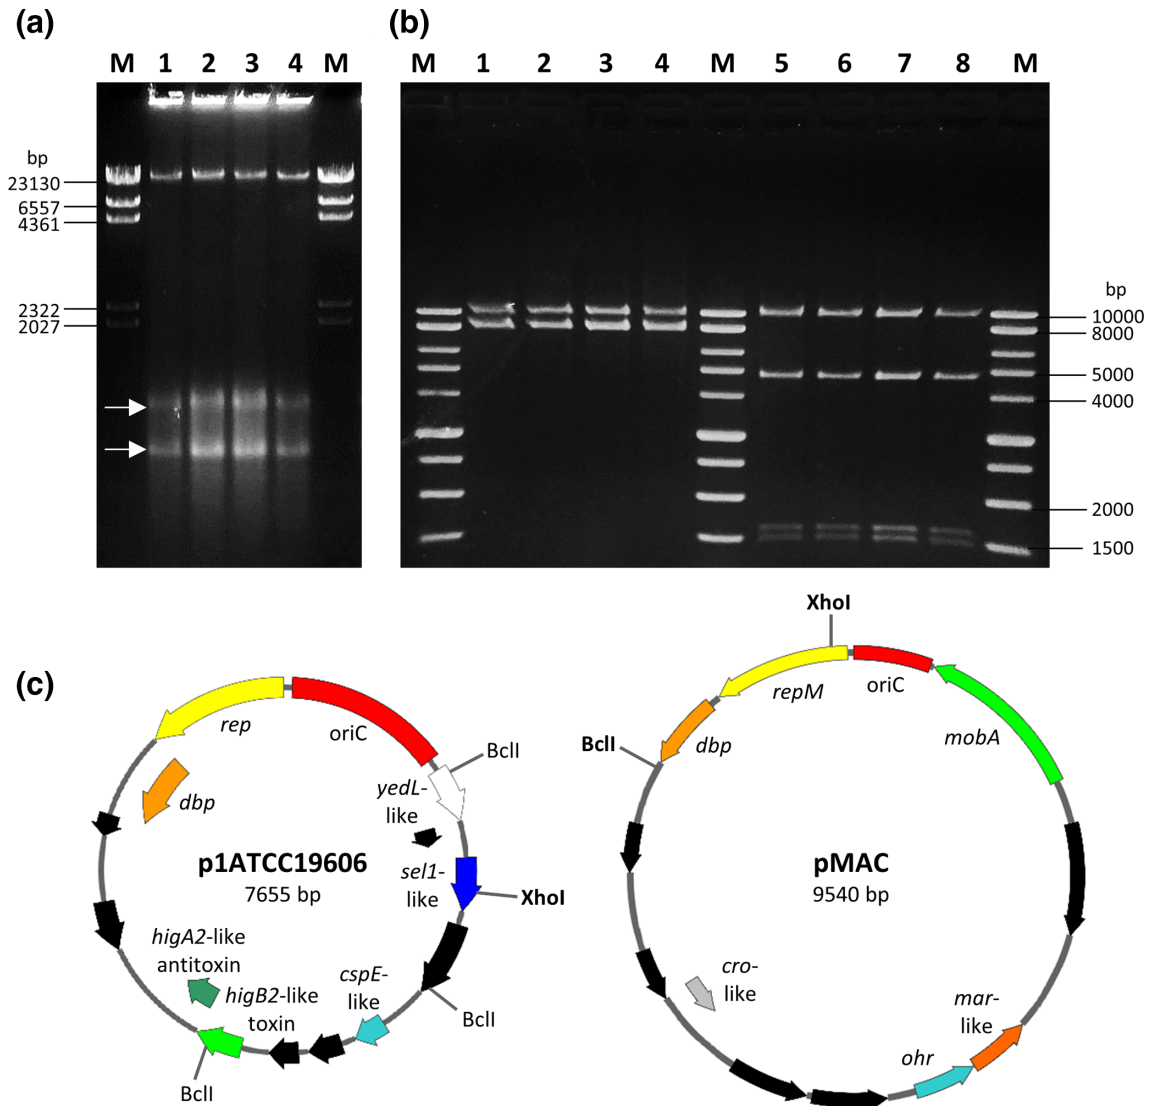 (a)
M 1 2 3 4 M
bp
23130
6557
4361
2322
2027
(b)
M 1 2 3 4 M 5 6 7 8 M
bp
10000
8000
5000
4000
2000
1500
(c)
rep
oriC
BclI
yedL-
like
dbp
p1ATCC19606
7655 bp
sel1-
like
XhoI
higA2-like
antitoxin
higB2-like
toxin
cspE-
like
BclI
BclI
XhoI
repM
oriC
mobA
BclI
dbp
pMAC
9540 bp
cro-
like
mar-
like
ohr